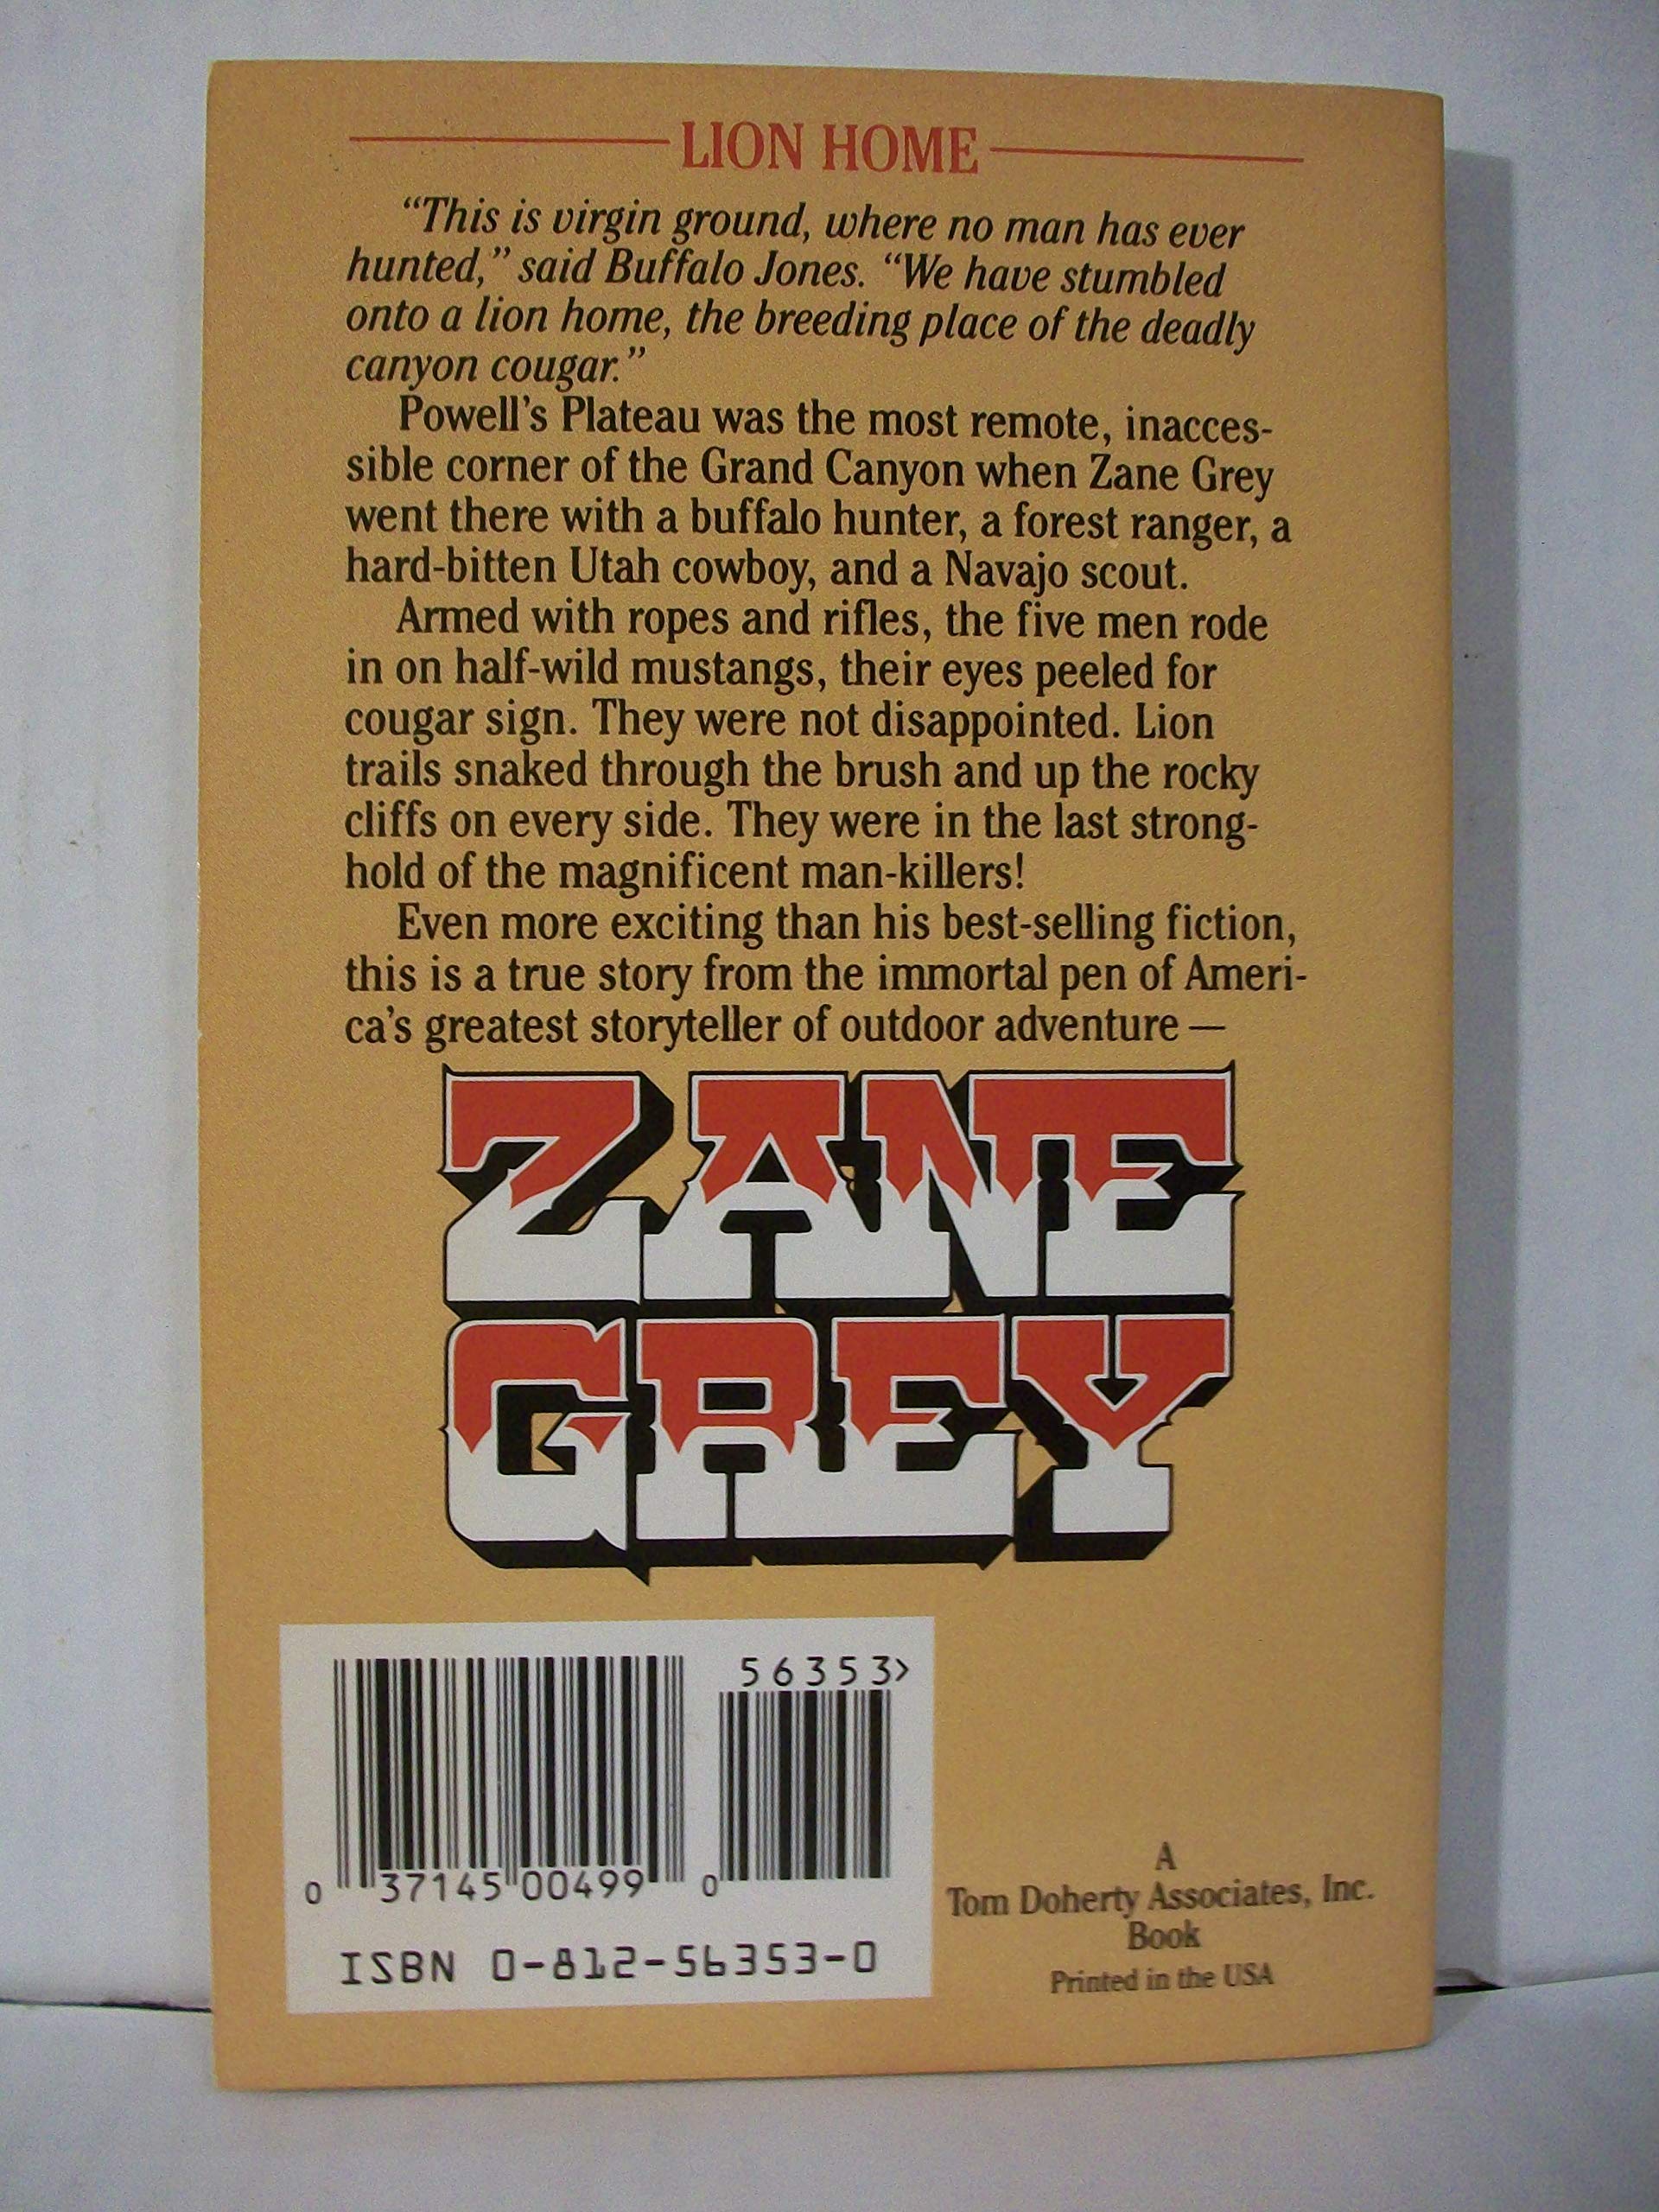 LION HOME
“This is virgin ground, where no man has ever
hunted,” said Buffalo Jones. “We have stumbled
onto a lion home, the breeding place of the deadly
canyon cougar.”
Powell’s Plateau was the most remote, inacces-
sible corner of the Grand Canyon when Zane Grey
went there with a buffalo hunter, a forest ranger, a
hard-bitten Utah cowboy, and a Navajo scout.
Armed with ropes and rifles, the five men rode
in on half-wild mustangs, their eyes peeled for
cougar sign. They were not disappointed. Lion
trails snaked through the brush and up the rocky
cliffs on every side. They were in the last strong-
hold of the magnificent man-killers!
Even more exciting than his best-selling fiction,
this is a true story from the immortal pen of Ameri-
ca’s greatest storyteller of outdoor adventure —
ZANE
GREY
56353>
0 37145 00499 0
ISBN 0-812-56353-0
A
Tom Doherty Associates, Inc.
Book
Printed in the USA